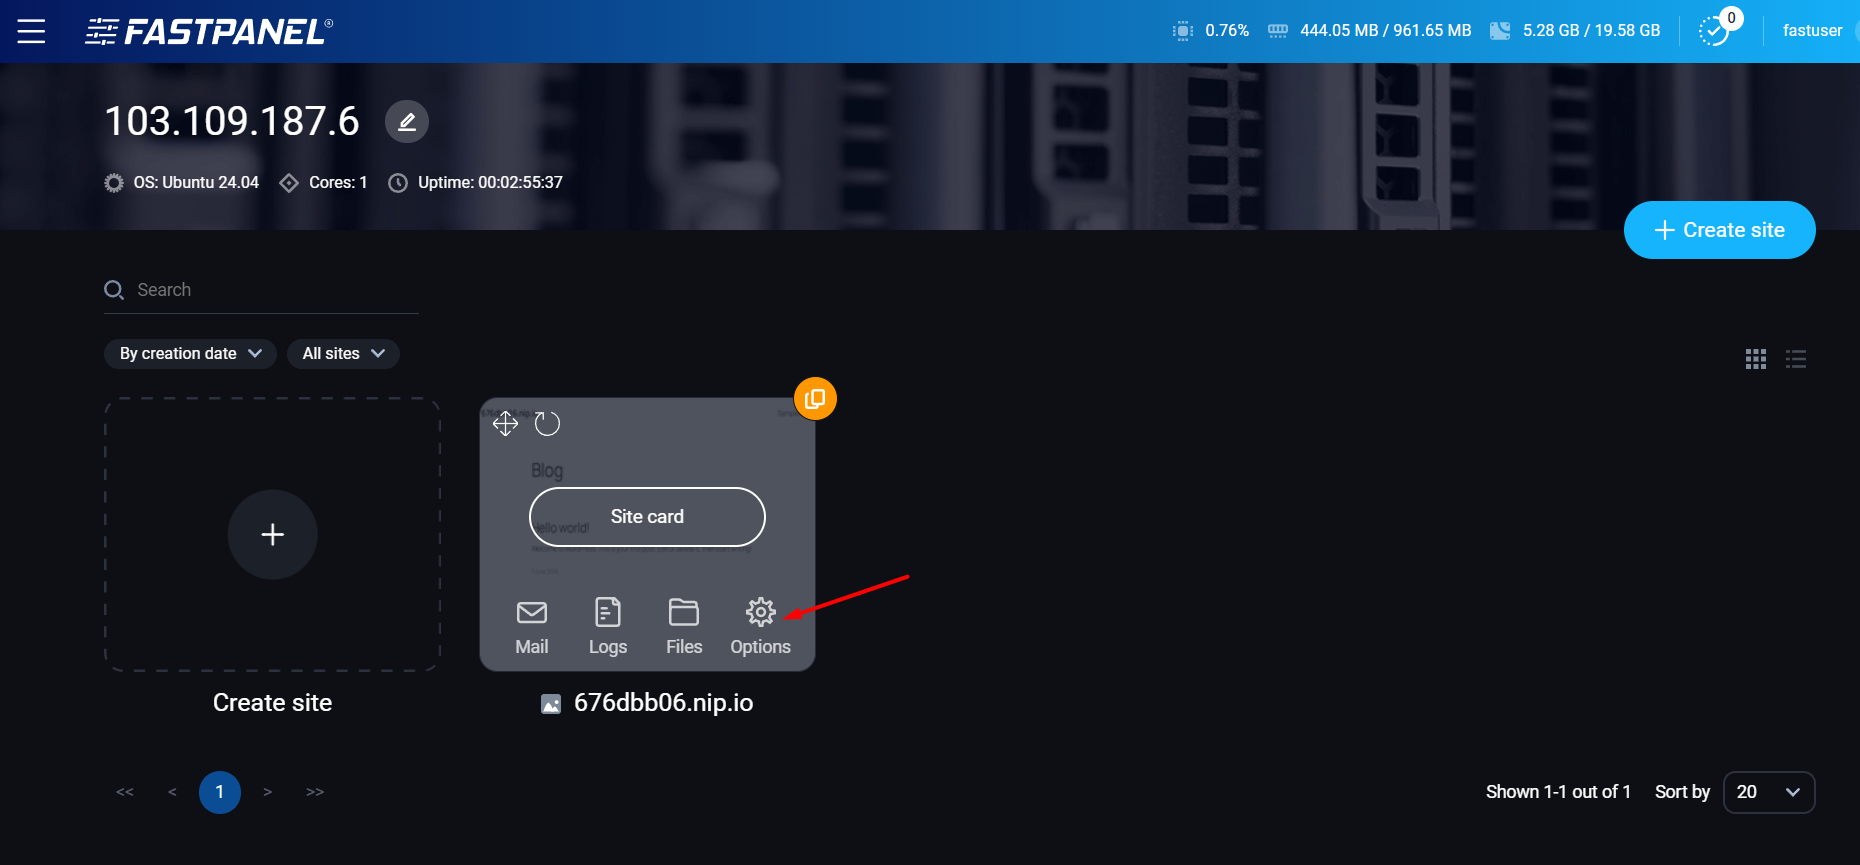 FASTPANEL®
0.76%
444.05 MB / 961.65 MB
5.28 GB / 19.58 GB
0
fastuser
103.109.187.6
OS: Ubuntu 24.04
Cores: 1
Uptime: 00:02:55:37
+ Create site
Search
By creation date
All sites
Blog
Site card
Hello world!
Mail
Logs
Files
Options
Create site
676dbb06.nip.io
<< < 1 > >>
Shown 1-1 out of 1
Sort by
20